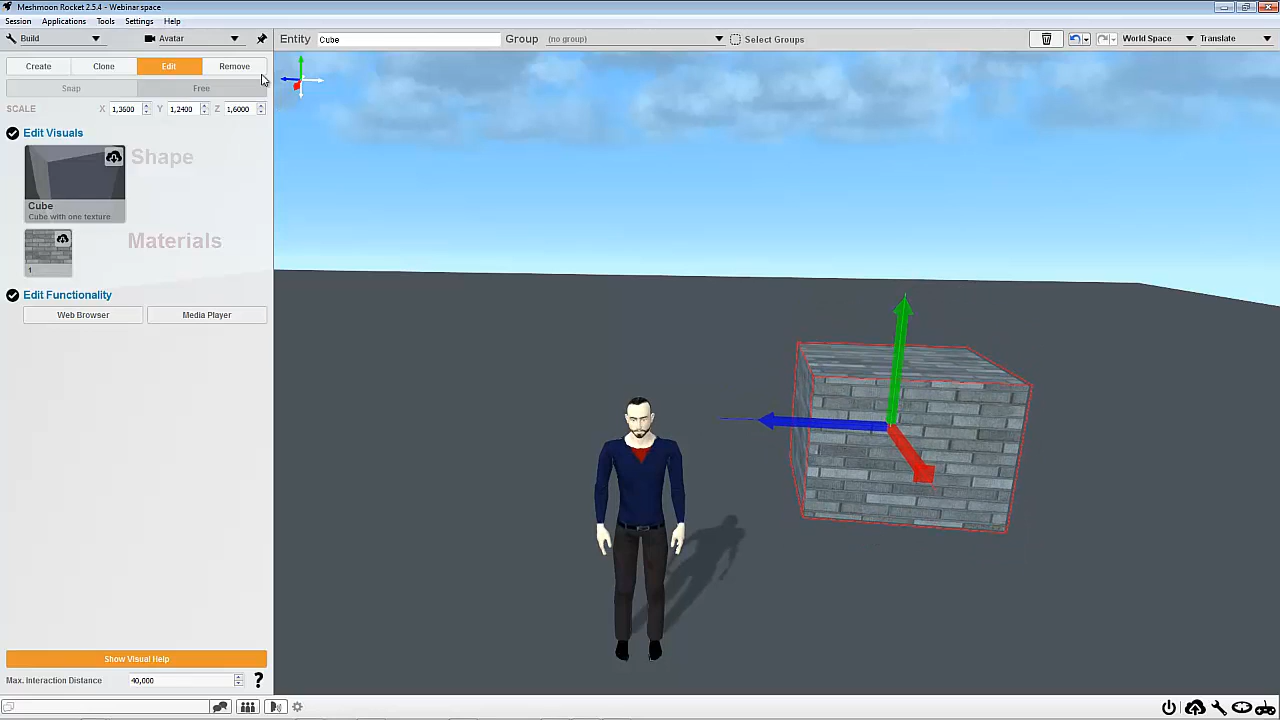 Meshmoon Rocket 2.5.4 - Webinar space
Session Applications Tools Settings Help
Build Avatar Entity Cube Group (no group) Select Groups World Space Translate
Create Clone Edit Remove
Snap Free
SCALE X 1,3600 Y 1,2400 Z 1,6000
Edit Visuals
Shape
Cube
Cube with one texture
Materials
1
Edit Functionality
Web Browser Media Player
Show Visual Help
Max. Interaction Distance 40,000 ?